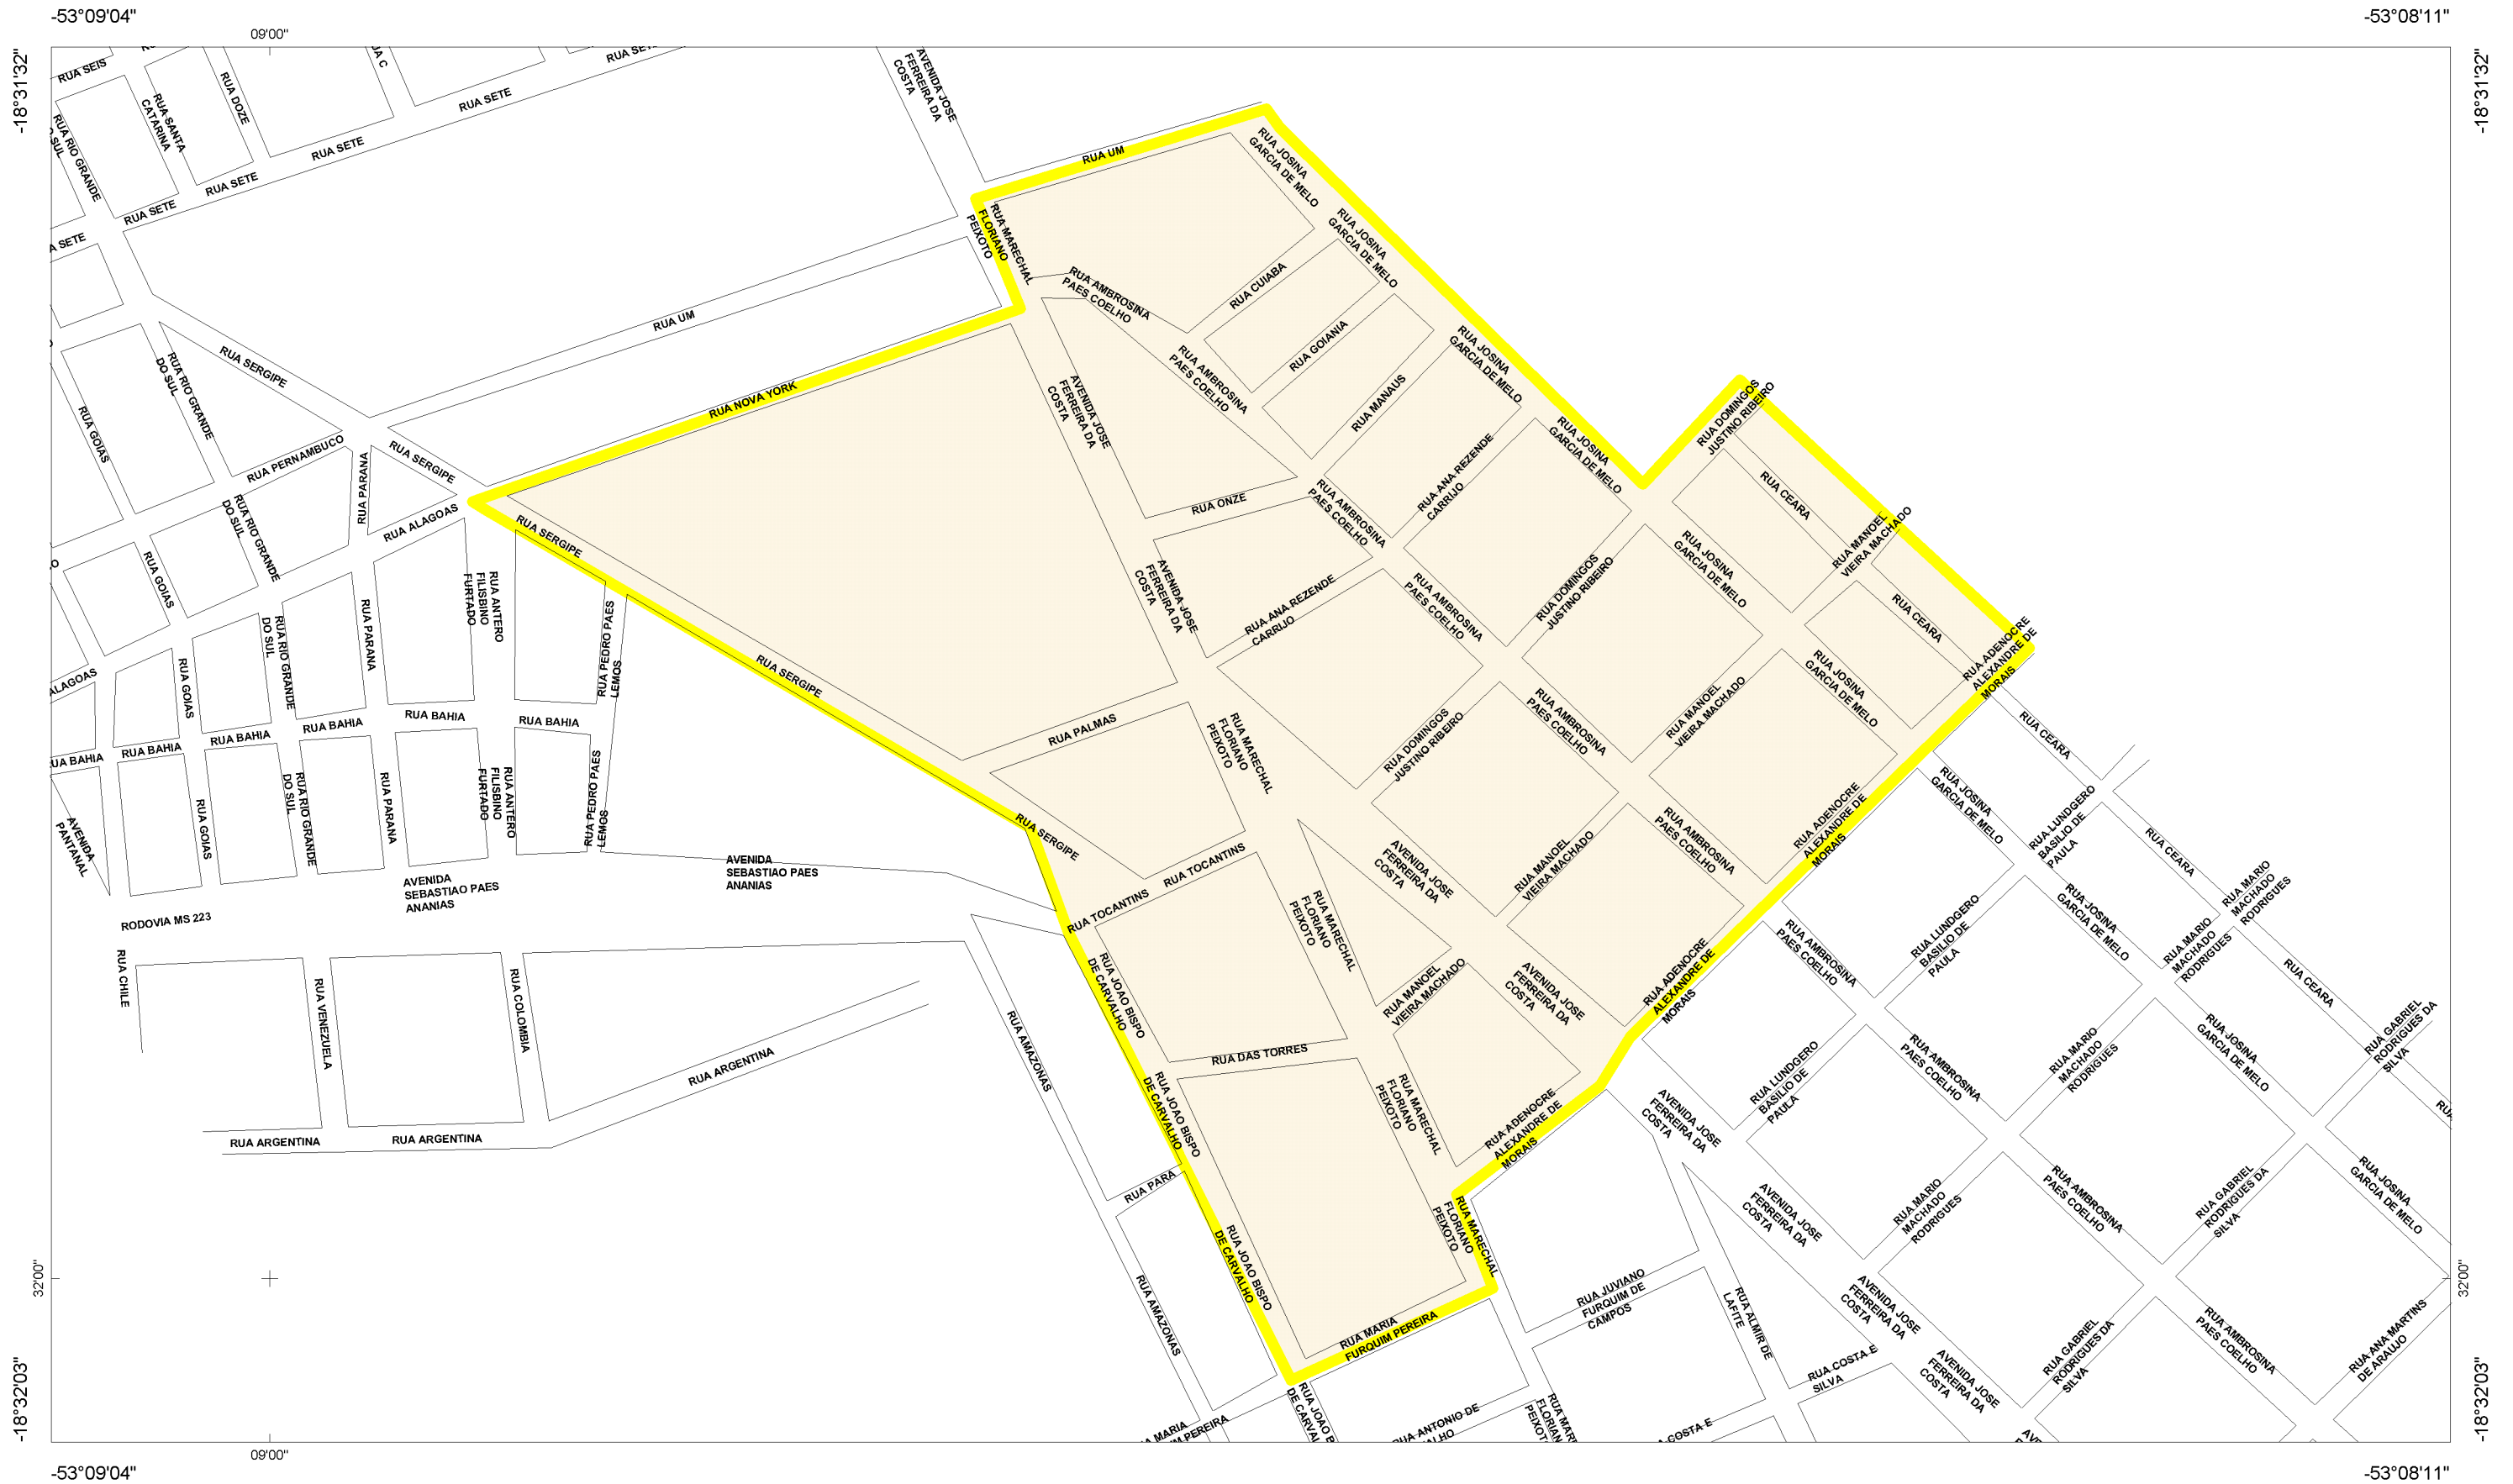 -53°09'04"
-53°08'11"
09'00"
-18°31'32"
-18°31'32"
RUA SEIS
RUA DOZE
RUA C
RUA SETE
RUA SETE
RUA SETE
RUA SETE
RUA SANTA
CATARINA
RUA RIO GRANDE
DO SUL
AVENIDA JOSE
FERREIRA DA
COSTA
RUA UM
RUA JOSINA
GARCIA DE MELO
RUA MARECHAL
FLORIANO
PEIXOTO
RUA JOSINA
GARCIA DE MELO
RUA AMBROSINA
PAES COELHO
RUA CUIABA
RUA UM
RUA GOIANIA
RUA JOSINA
GARCIA DE MELO
RUA SERGIPE
RUA RIO GRANDE
DO SUL
RUA AMBROSINA
PAES COELHO
AVENIDA JOSE
FERREIRA DA
COSTA
RUA NOVA YORK
RUA MANAUS
RUA DOMINGOS
JUSTINO RIBEIRO
RUA GOIAS
RUA PERNAMBUCO
RUA SERGIPE
RUA PARANA
RUA ANA REZENDE
CARRIJO
RUA JOSINA
GARCIA DE MELO
RUA CEARA
RUA RIO GRANDE
DO SUL
RUA ALAGOAS
RUA SERGIPE
RUA ONZE
RUA AMBROSINA
PAES COELHO
RUA MANOEL
VIEIRA MACHADO
RUA GOIAS
RUA ANTERO
FILISBINO
FURTADO
AVENIDA JOSE
FERREIRA DA
COSTA
RUA ANA REZENDE
CARRIJO
RUA AMBROSINA
PAES COELHO
RUA DOMINGOS
JUSTINO RIBEIRO
RUA JOSINA
GARCIA DE MELO
RUA CEARA
RUA PARANA
RUA PEDRO PAES
LEMOS
RUA RIO GRANDE
DO SUL
RUA GOIAS
ALAGOAS
RUA SERGIPE
RUA ADENOCRE
ALEXANDRE DE
MORAIS
RUA JOSINA
GARCIA DE MELO
RUA MANOEL
VIEIRA MACHADO
RUA AMBROSINA
PAES COELHO
RUA BAHIA
RUA BAHIA
RUA BAHIA
RUA BAHIA
RUA BAHIA
RUA PALMAS
RUA MARECHAL
FLORIANO
PEIXOTO
RUA DOMINGOS
JUSTINO RIBEIRO
RUA CEARA
RUA GOIAS
RUA RIO GRANDE
DO SUL
RUA PARANA
RUA ANTERO
FILISBINO
FURTADO
RUA PEDRO PAES
LEMOS
AVENIDA
PANTANAL
RUA SERGIPE
RUA AMBROSINA
PAES COELHO
RUA ADENOCRE
ALEXANDRE DE
MORAIS
RUA JOSINA
GARCIA DE MELO
RUA LUNDGERO
BASILIO DE
PAULA
RUA CEARA
AVENIDA
SEBASTIAO PAES
ANANIAS
AVENIDA
SEBASTIAO PAES
ANANIAS
RODOVIA MS 223
RUA TOCANTINS
RUA TOCANTINS
AVENIDA JOSE
FERREIRA DA
COSTA
RUA MANOEL
VIEIRA MACHADO
RUA MARECHAL
FLORIANO
PEIXOTO
RUA MARIO
MACHADO
RODRIGUES
RUA JOSINA
GARCIA DE MELO
RUA LUNDGERO
BASILIO DE
PAULA
RUA AMBROSINA
PAES COELHO
RUA MARIO
MACHADO
RODRIGUES
RUA CEARA
RUA CHILE
RUA VENEZUELA
RUA COLOMBIA
RUA AMAZONAS
RUA JOAO BISPO
DE CARVALHO
RUA MANOEL
VIEIRA MACHADO
AVENIDA JOSE
FERREIRA DA
COSTA
RUA ADENOCRE
ALEXANDRE DE
MORAIS
RUA ARGENTINA
RUA DAS TORRES
RUA GABRIEL
RODRIGUES DA
SILVA
RUA JOSINA
GARCIA DE MELO
RUA MARIO
MACHADO
RODRIGUES
RUA AMBROSINA
PAES COELHO
RUA LUNDGERO
BASILIO DE
PAULA
RUA ARGENTINA
RUA ARGENTINA
RUA JOAO BISPO
DE CARVALHO
RUA MARECHAL
FLORIANO
PEIXOTO
RUA ADENOCRE
ALEXANDRE DE
MORAIS
AVENIDA JOSE
FERREIRA DA
COSTA
RUA PARA
RUA MARIO
MACHADO
RODRIGUES
RUA AMBROSINA
PAES COELHO
RUA GABRIEL
RODRIGUES DA
SILVA
RUA JOSINA
GARCIA DE MELO
RUA MARECHAL
FLORIANO
PEIXOTO
AVENIDA JOSE
FERREIRA DA
COSTA
RUA JOAO BISPO
DE CARVALHO
32'00"
32'00"
RUA AMAZONAS
RUA JUVIANO
FURQUIM DE
CAMPOS
RUA ALMIR DE
LAFITE
AVENIDA JOSE
FERREIRA DA
COSTA
RUA MARIA
FURQUIM PEREIRA
RUA COSTA E
SILVA
RUA GABRIEL
RODRIGUES DA
SILVA
RUA AMBROSINA
PAES COELHO
RUA ANA MARTINS
DE ARAUJO
AVENIDA JOSE
FERREIRA DA
COSTA
-18°32'03"
-18°32'03"
09'00"
-53°09'04"
-53°08'11"